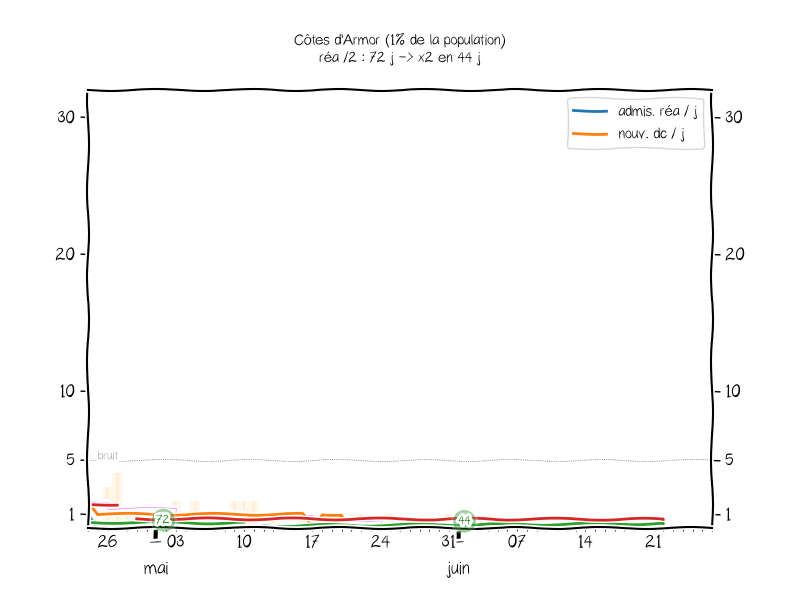 Côtes d'Armor (1% de la population)
réa /2 : 72 j -> x2 en 44 j
admis. réa / j
nouv. dc / j
30
30
20
20
10
10
bruit
5
5
1
1
72
44
26 03 10 17 24 31 07 14 21
mai juin